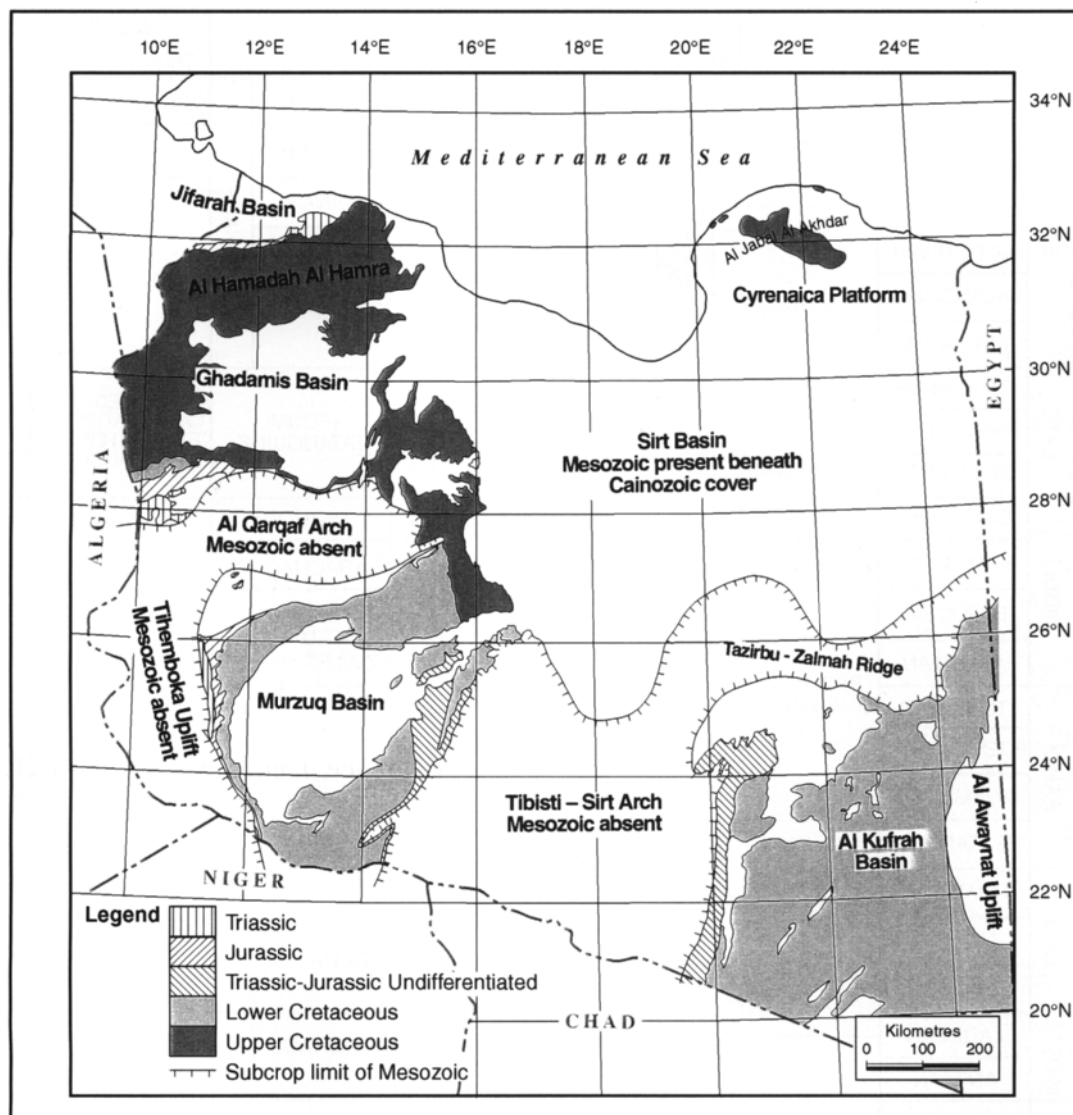 10°E 12°E 14°E 16°E 20°E 22°E 24°E
34°N
Mediterranean Sea
Jifarah Basin
32°N
Al Jabal Al Akhdar
Al Hamadah Al Hamra
Cyrenaica Platform
EGYPT
30°N
Ghadamis Basin
Sirt Basin
Mesozoic present beneath
Cainozoic cover
ALGERIA
28°N
Al Qarqaf Arch
Mesozoic absent
Tihemboka Uplift
Mesozoic absent
26°N
Tazirbu - Zalmah Ridge
Murzuq Basin
24°N
Tibisti – Sirt Arch
Mesozoic absent
Al Kufrah
Basin
Al Awaynat Uplift
NIGER
22°N
Legend
Triassic
Jurassic
Triassic-Jurassic Undifferentiated
Lower Cretaceous
Upper Cretaceous
Subcrop limit of Mesozoic
CHAD
20°N
Kilometres
0 100 200